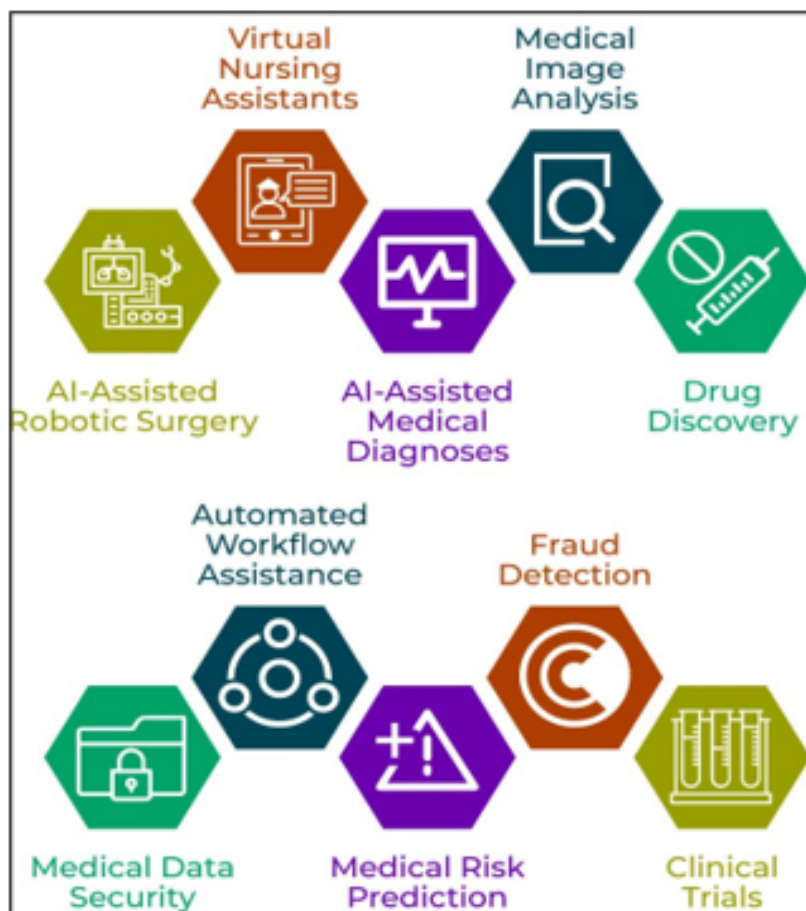 Virtual
Nursing
Assistants
Medical
Image
Analysis
AI-Assisted
Robotic Surgery
AI-Assisted
Medical
Diagnoses
Drug
Discovery
Automated
Workflow
Assistance
Fraud
Detection
Medical Data
Security
Medical Risk
Prediction
Clinical
Trials